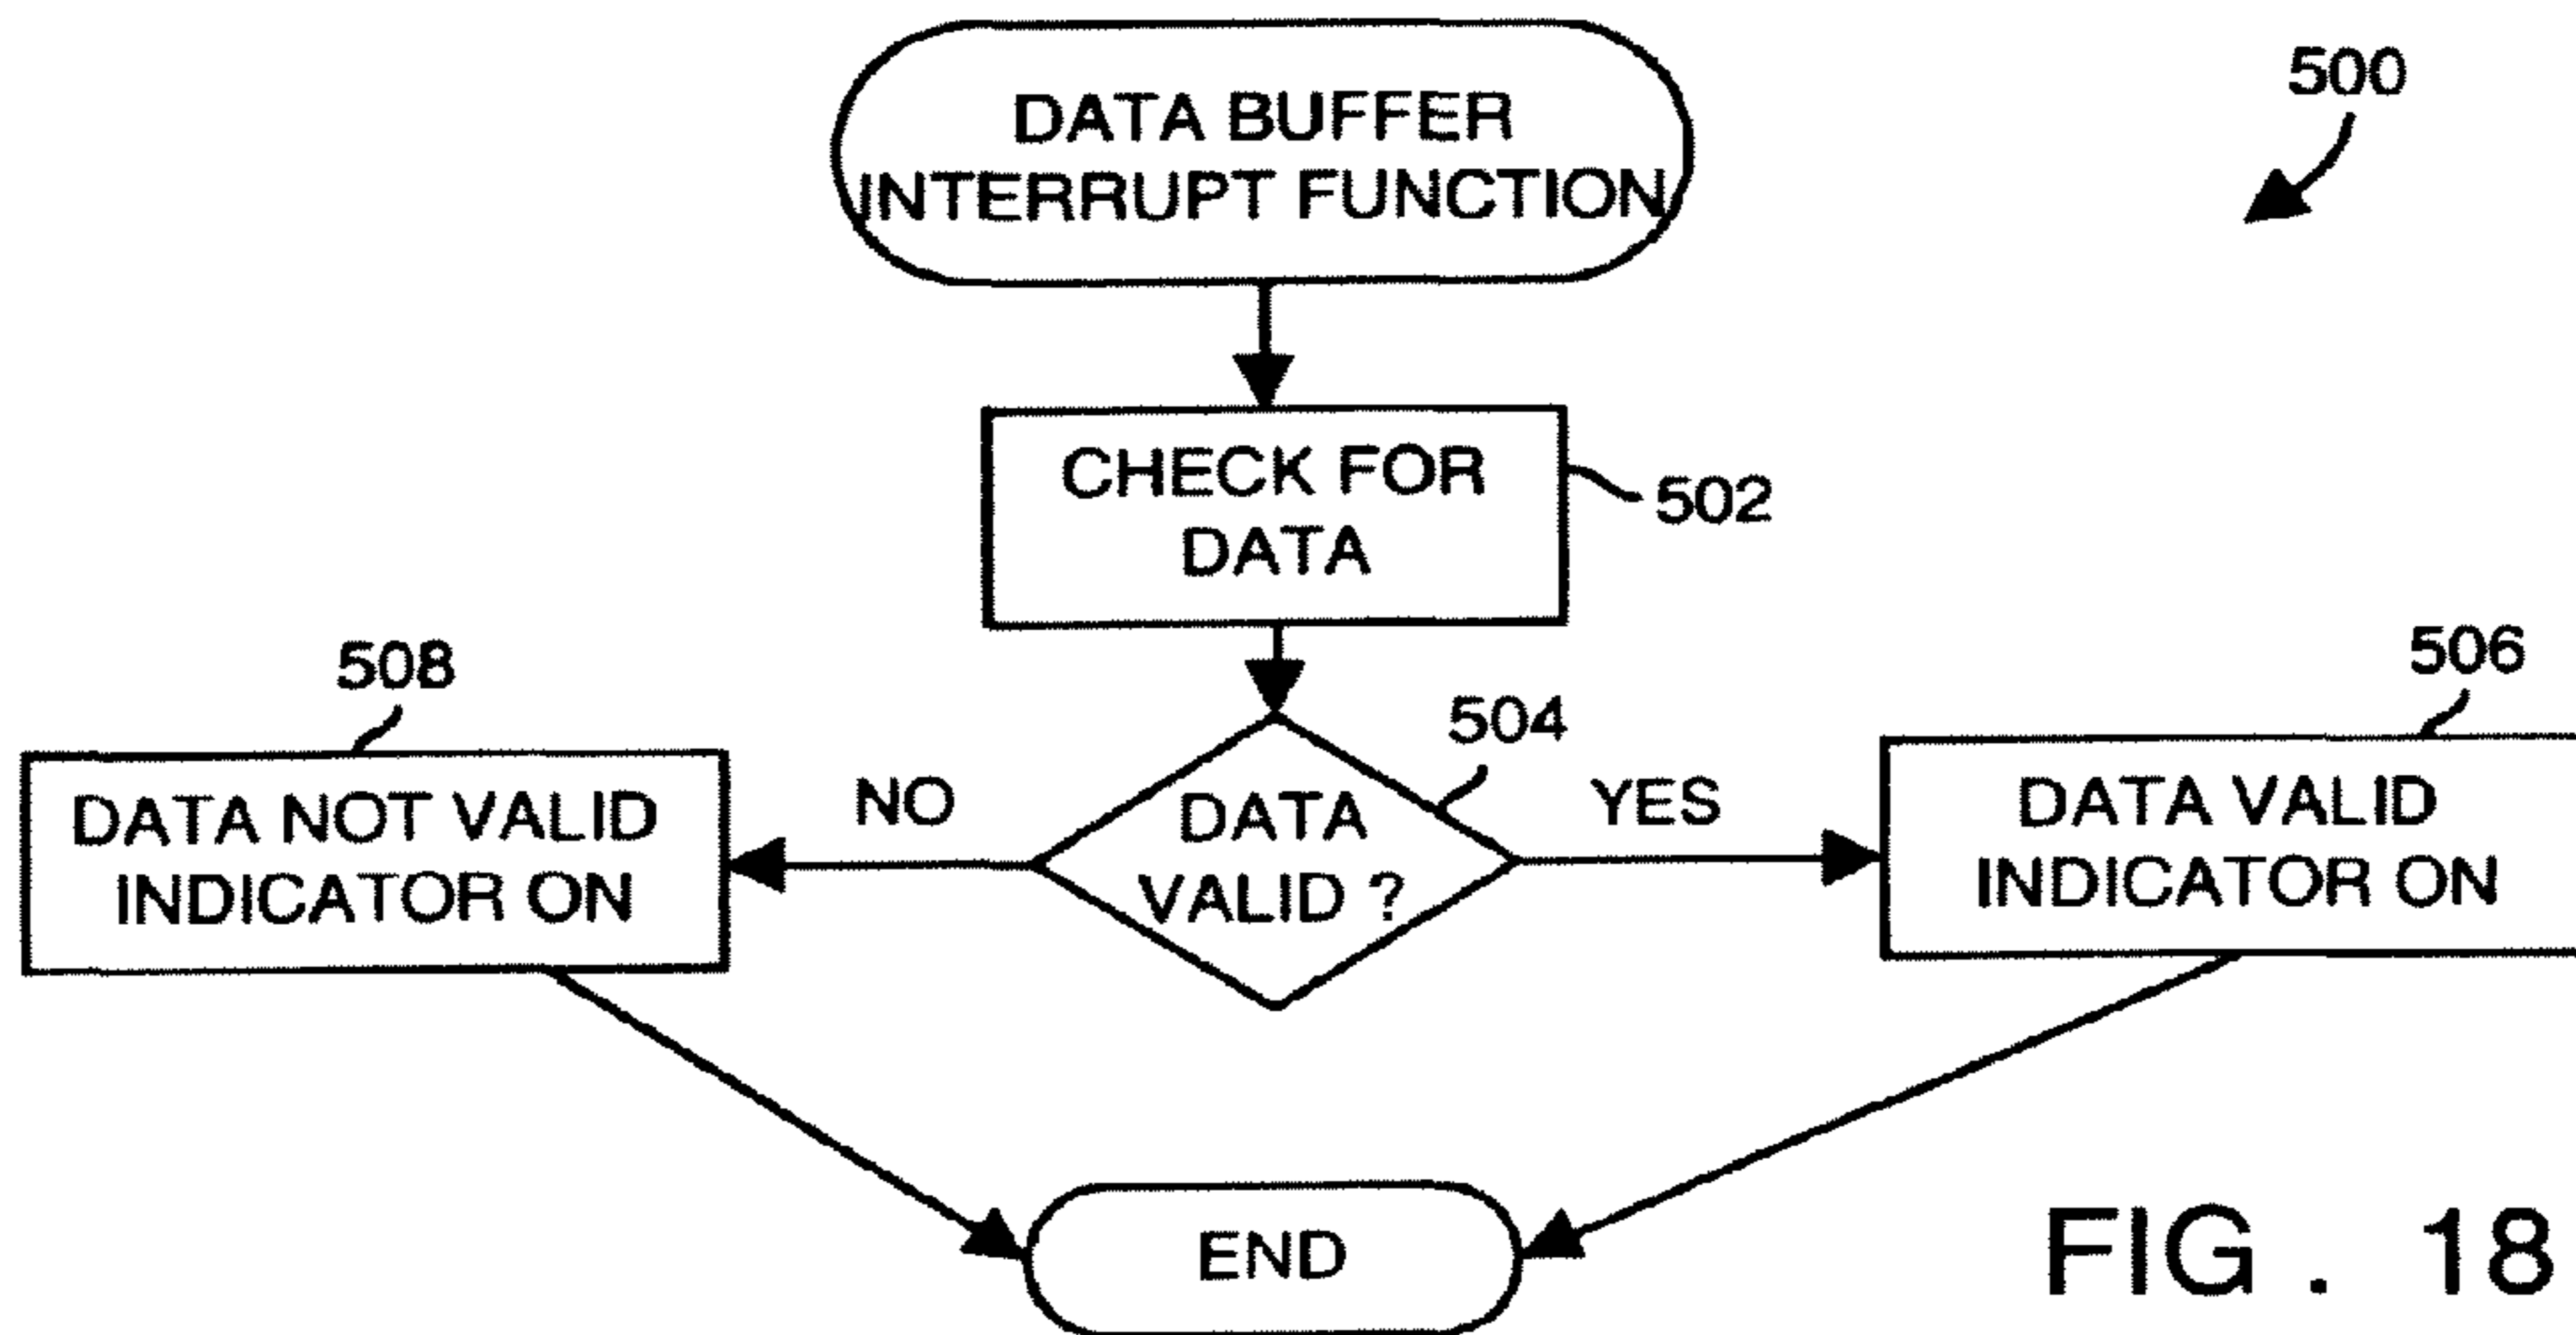 DATA BUFFER
INTERRUPT FUNCTION
500
CHECK FOR
DATA
502
508
506
504
DATA NOT VALID
INDICATOR ON
NO
DATA
VALID ?
YES
DATA VALID
INDICATOR ON
END
FIG . 18